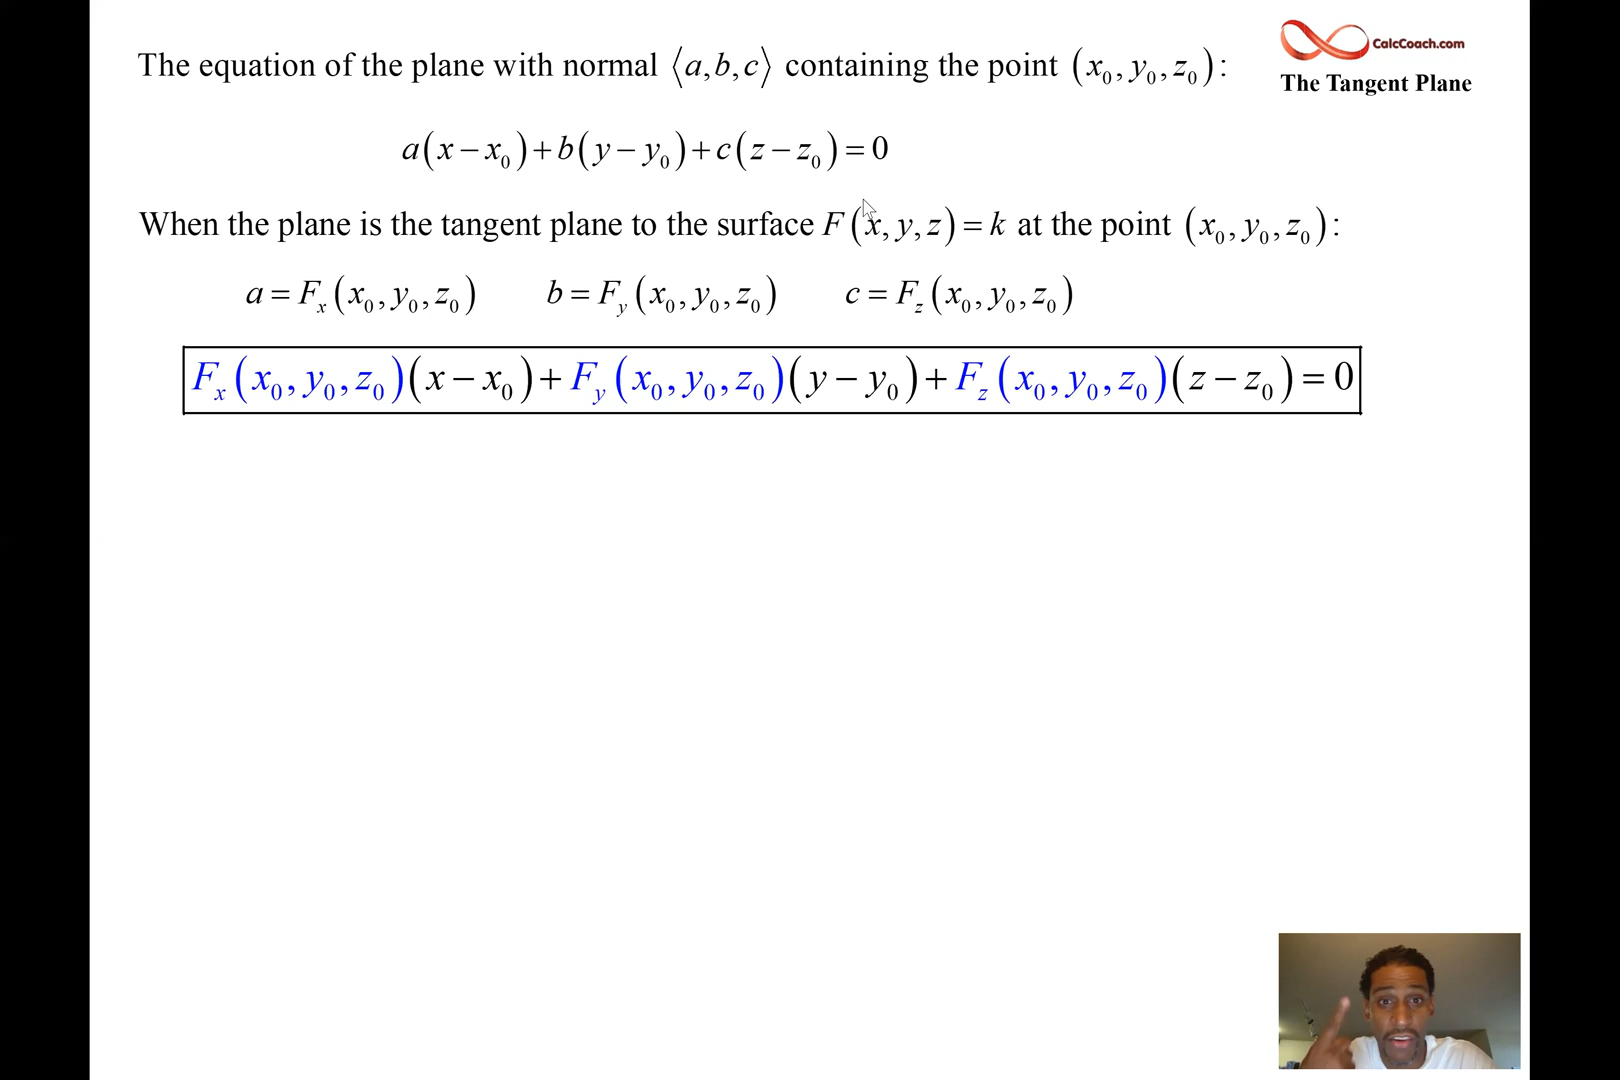 The equation of the plane with normal ⟨a, b, c⟩ containing the point (x₀, y₀, z₀):
CalcCoach.com
The Tangent Plane
a(x − x₀) + b(y − y₀) + c(z − z₀) = 0
When the plane is the tangent plane to the surface F(x, y, z) = k at the point (x₀, y₀, z₀):
a = Fₓ(x₀, y₀, z₀) b = F_y(x₀, y₀, z₀) c = F_z(x₀, y₀, z₀)
Fₓ(x₀, y₀, z₀)(x − x₀) + F_y(x₀, y₀, z₀)(y − y₀) + F_z(x₀, y₀, z₀)(z − z₀) = 0